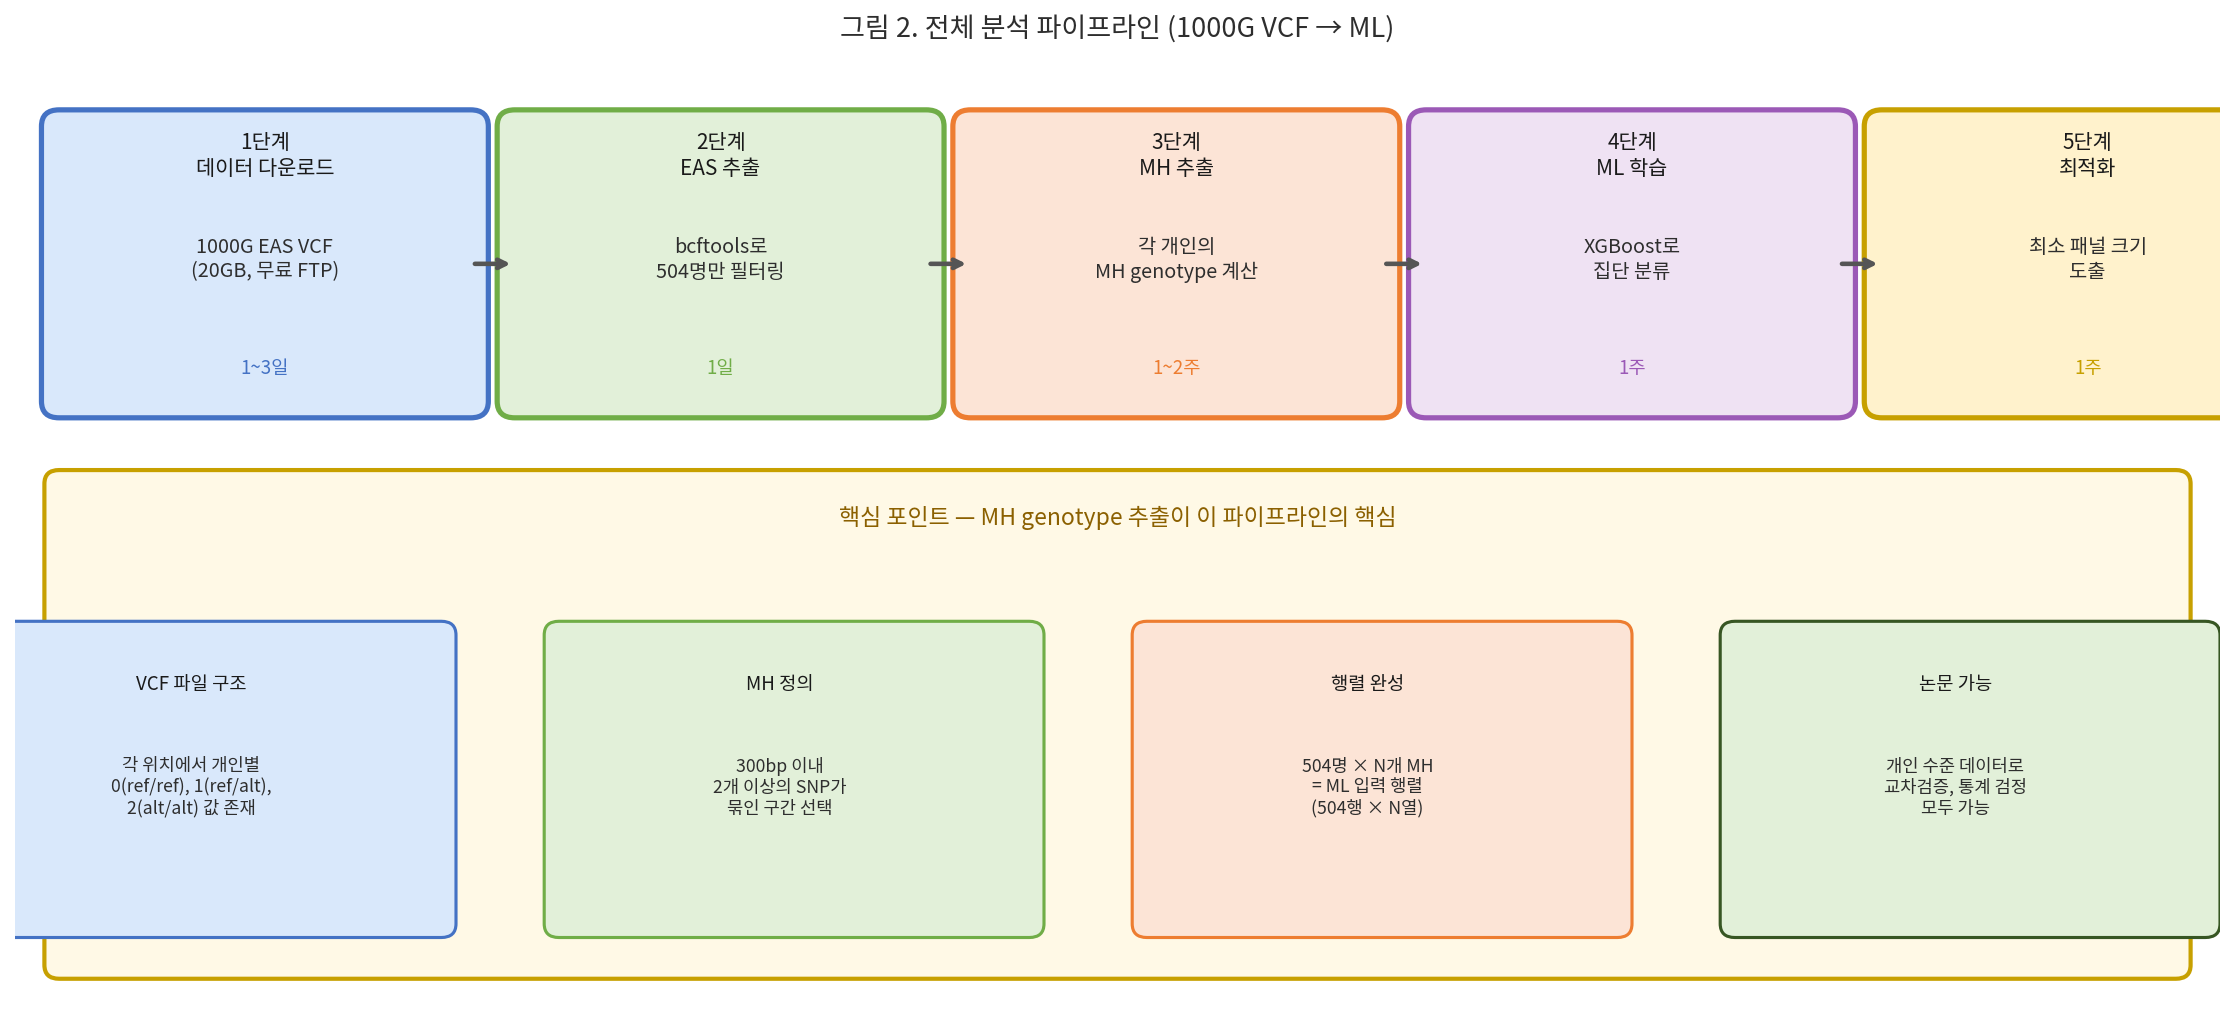 그림 2. 전체 분석 파이프라인 (1000G VCF → ML)
1단계
데이터 다운로드
1000G EAS VCF
(20GB, 무료 FTP)
1~3일
2단계
EAS 추출
bcftools로
504명만 필터링
1일
3단계
MH 추출
각 개인의
MH genotype 계산
1~2주
4단계
ML 학습
XGBoost로
집단 분류
1주
5단계
최적화
최소 패널 크기
도출
1주
핵심 포인트 — MH genotype 추출이 이 파이프라인의 핵심
VCF 파일 구조
각 위치에서 개인별
0(ref/ref), 1(ref/alt),
2(alt/alt) 값 존재
MH 정의
300bp 이내
2개 이상의 SNP가
묶인 구간 선택
행렬 완성
504명 × N개 MH
= ML 입력 행렬
(504행 × N열)
논문 가능
개인 수준 데이터로
교차검증, 통계 검정
모두 가능